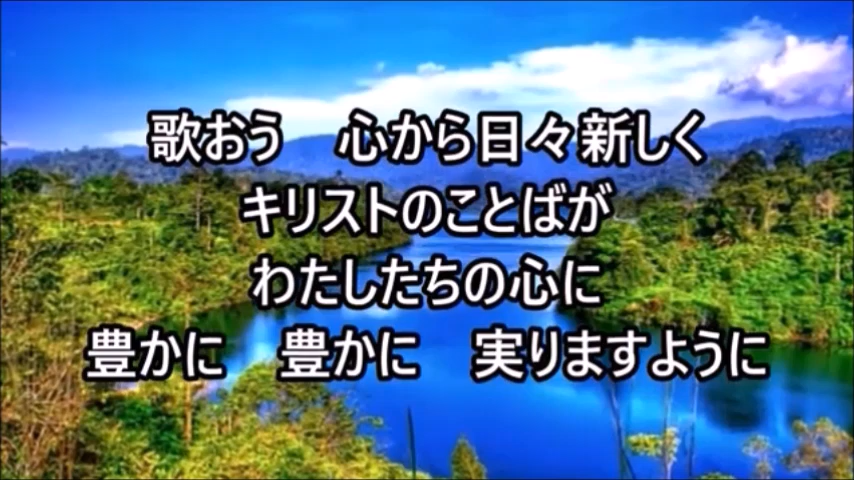 歌おう　心から日々新しく
キリストのことばが
わたしたちの心に
豊かに　豊かに　実りますように